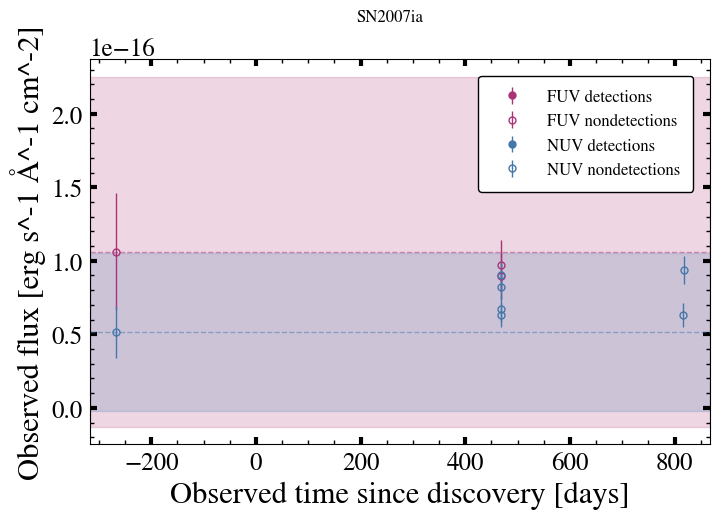 SN2007ia
1e−16
Observed flux [erg s^-1 Å^-1 cm^-2]
2.0
1.5
1.0
0.5
0.0
FUV detections
FUV nondetections
NUV detections
NUV nondetections
−200 0 200 400 600 800
Observed time since discovery [days]